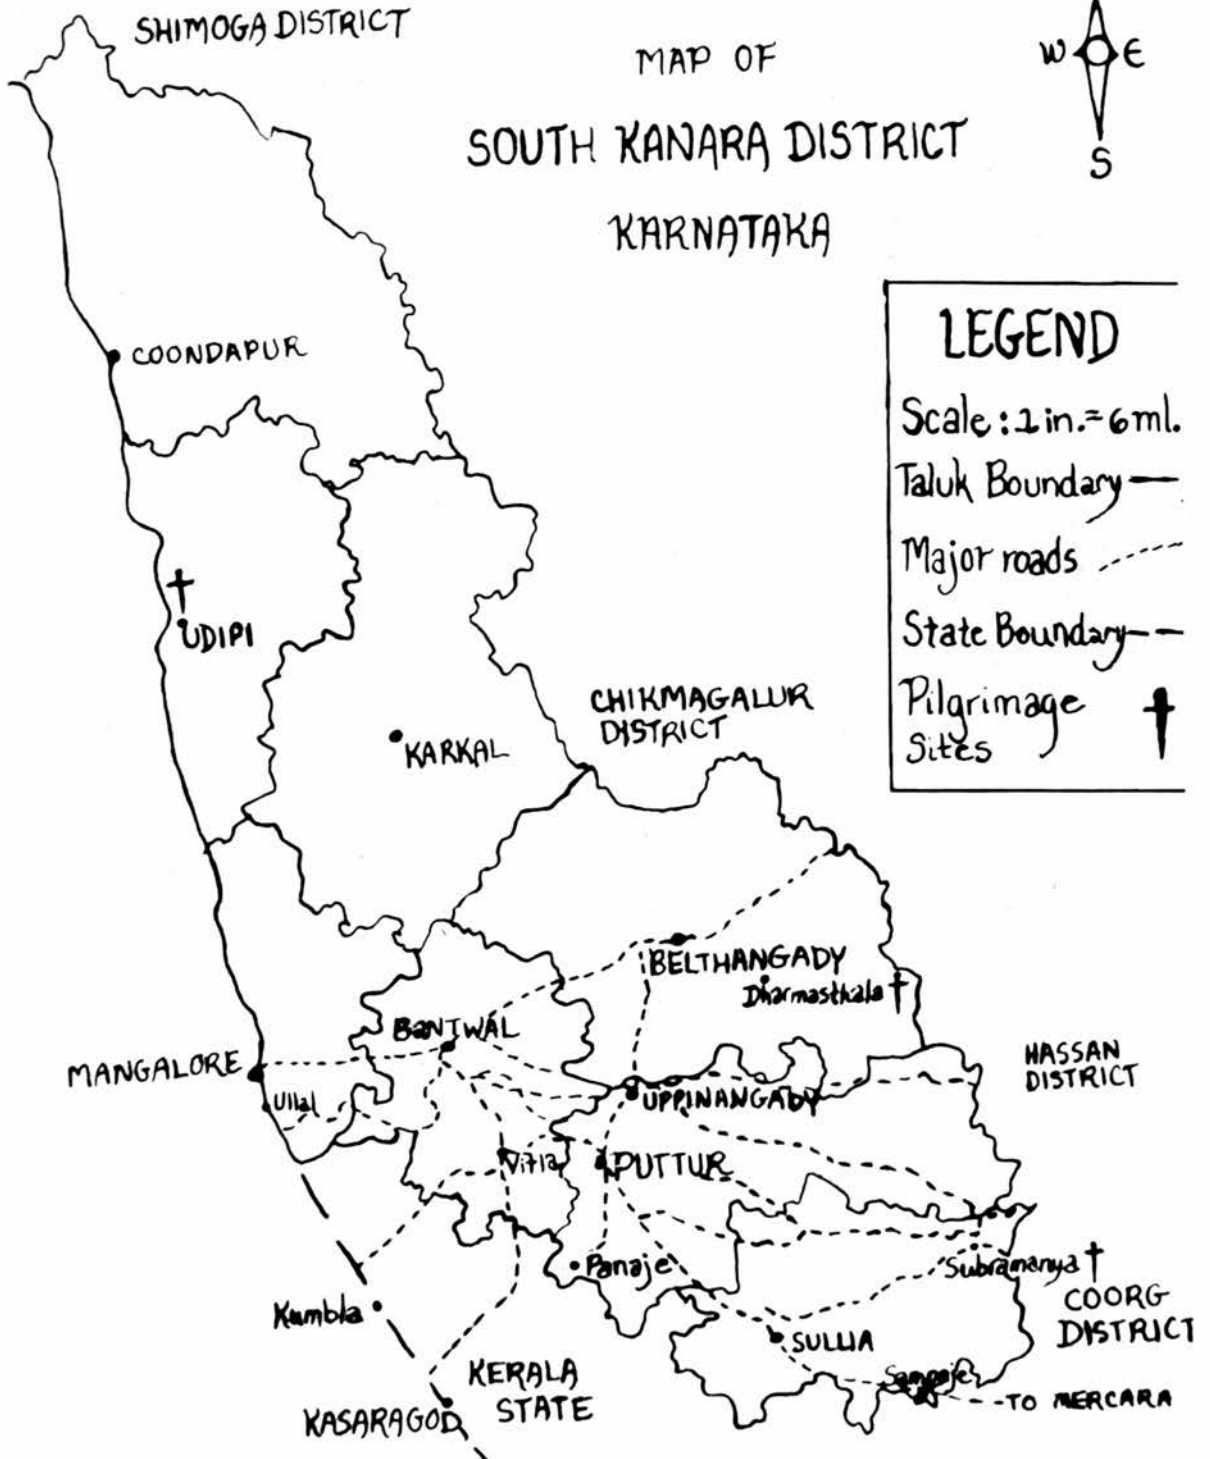 SHIMOGA DISTRICT
MAP OF
SOUTH KANARA DISTRICT
KARNATAKA
W E
S
LEGEND
Scale : 1 in. = 6 ml.
Taluk Boundary
Major roads
State Boundary
Pilgrimage
Sites
COONDAPUR
UDIPI
CHIKMAGALUR
DISTRICT
KARKAL
BELTHANGADY
Dharmasthala
BANTWAL
MANGALORE
HASSAN
DISTRICT
Ullal
UPPINANGADY
Vitla
PUTTUR
Panaje
Subramanya
COORG
DISTRICT
Kumbla
SULLIA
KERALA
STATE
Sampaje
TO MERCARA
KASARAGOD